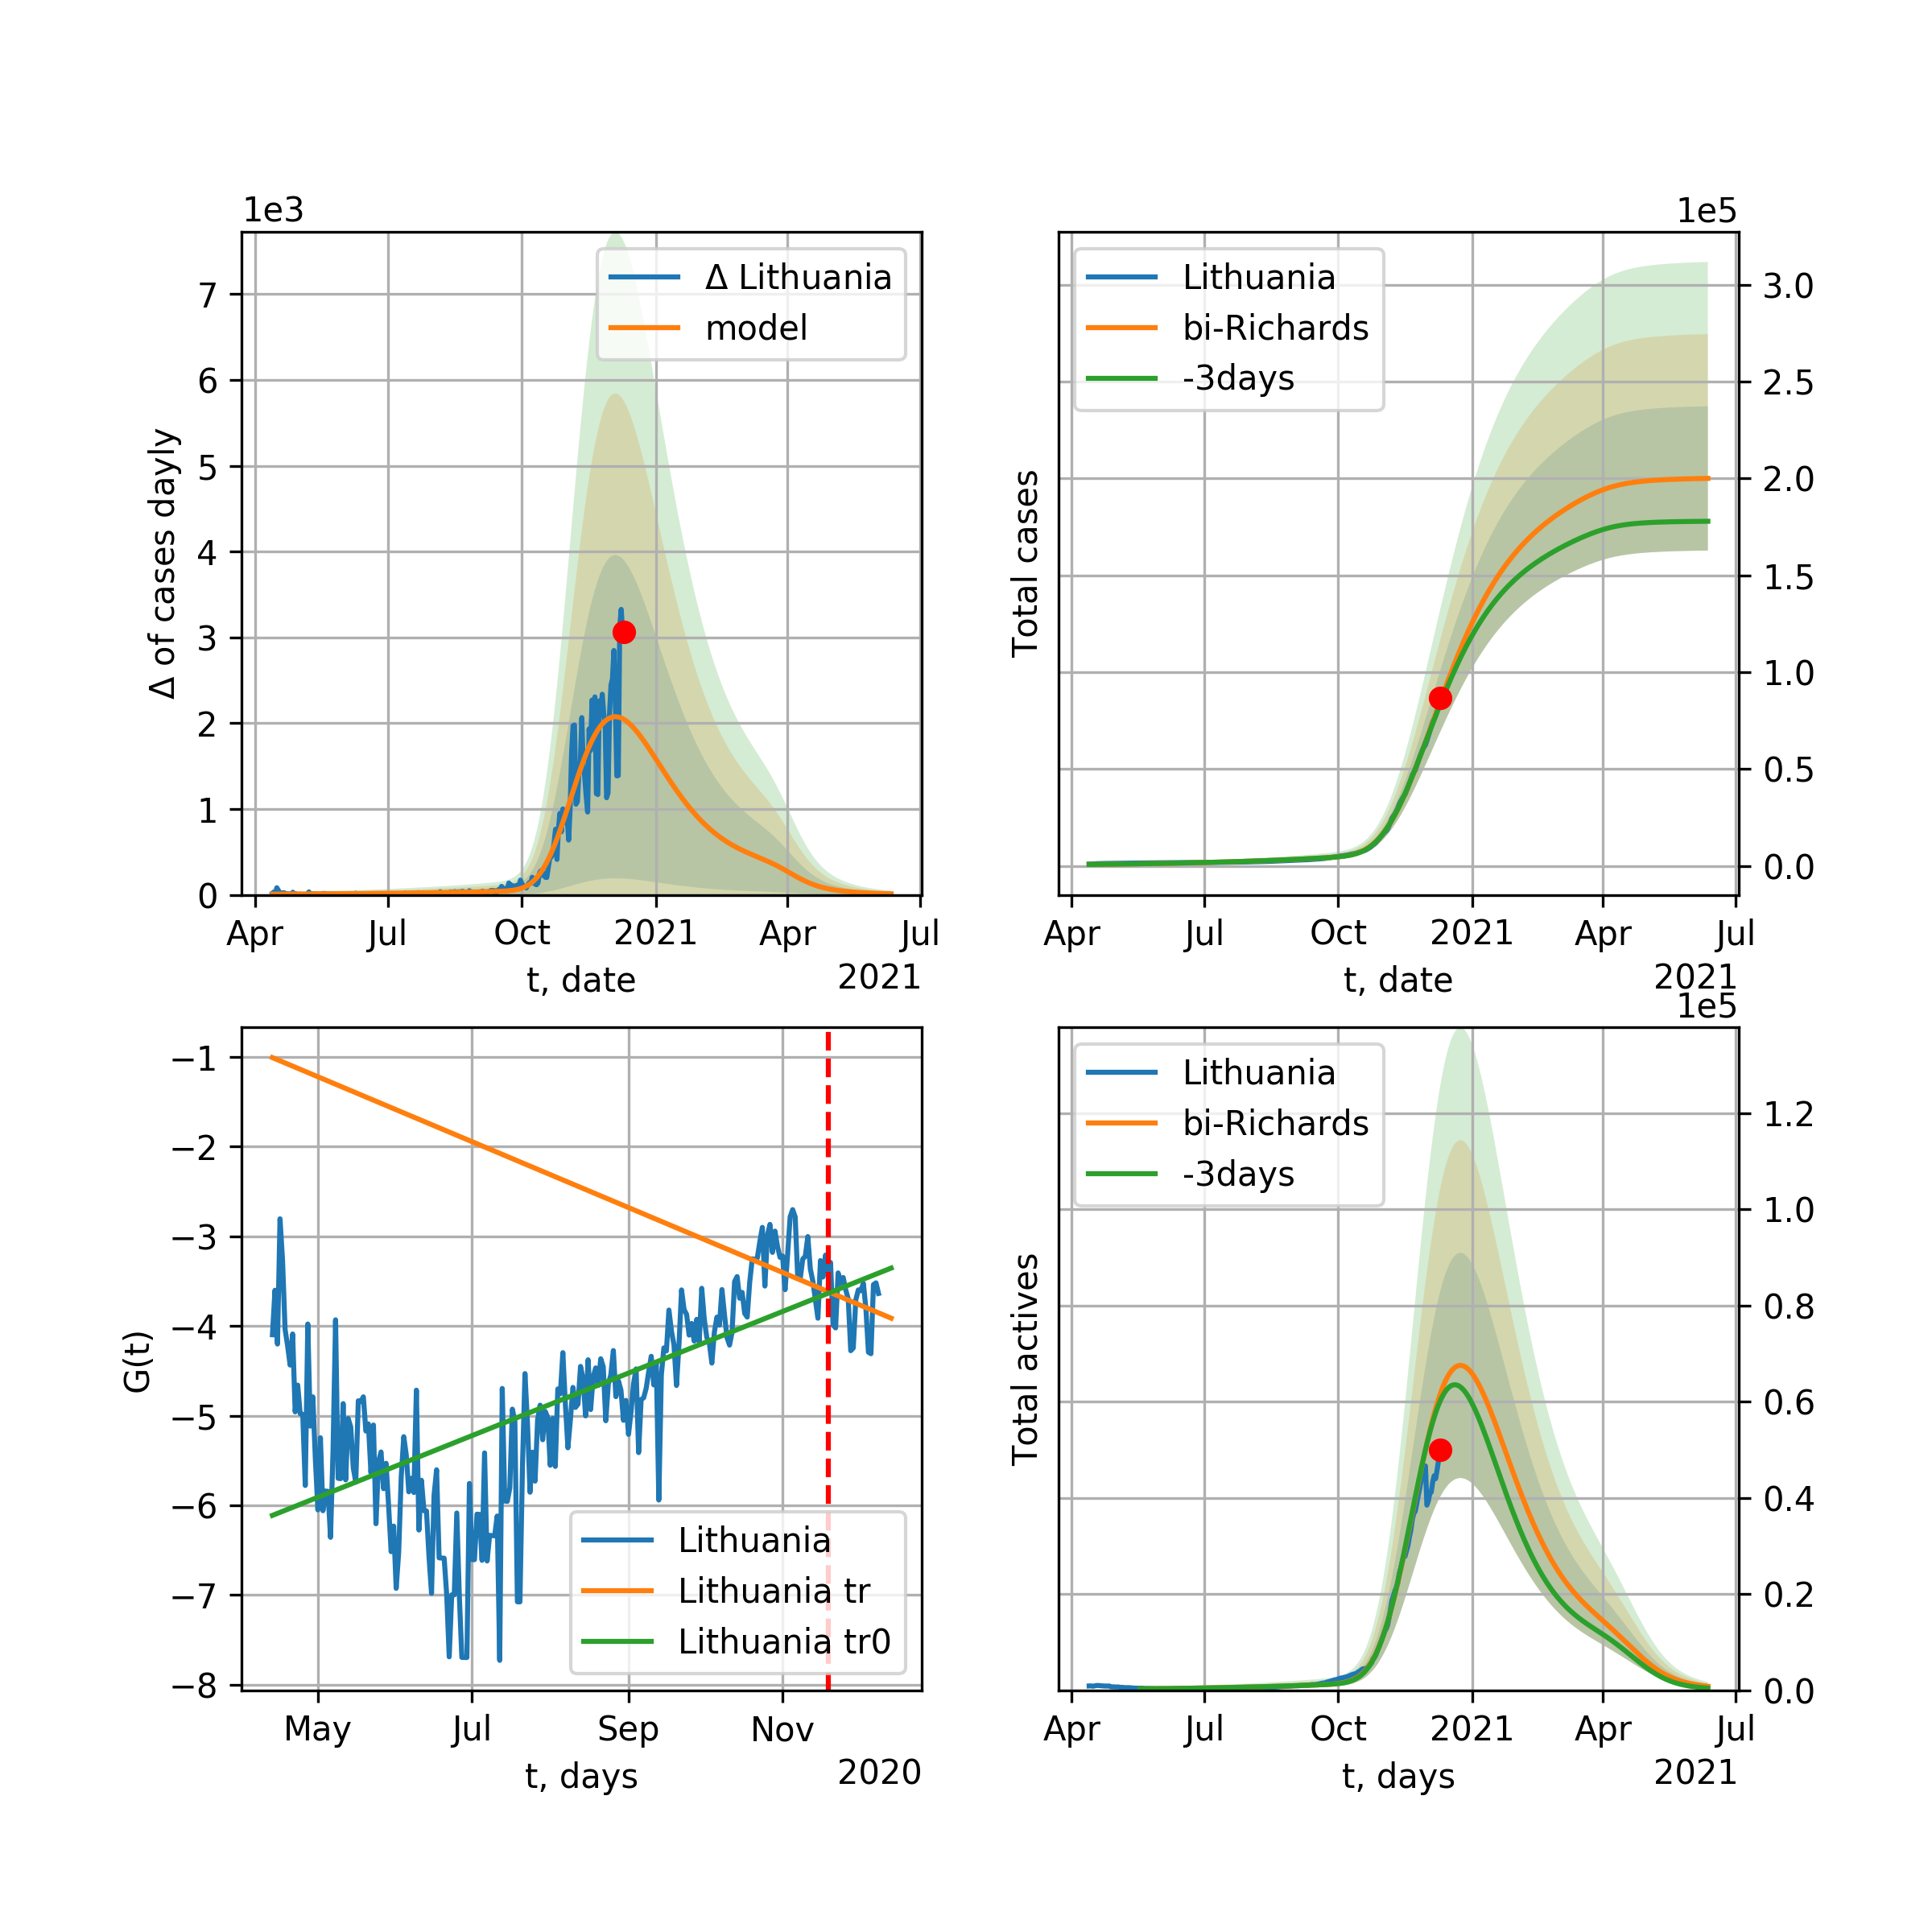 1e3
Δ of cases dayly
7
6
5
4
3
2
1
0
Δ Lithuania
model
Apr
Jul
Oct
2021
Apr
Jul
t, date
2021
1e5
Total cases
Lithuania
bi-Richards
-3days
3.0
2.5
2.0
1.5
1.0
0.5
0.0
Apr
Jul
Oct
2021
Apr
Jul
t, date
2021
G(t)
−1
−2
−3
−4
−5
−6
−7
−8
Lithuania
Lithuania tr
Lithuania tr0
May
Jul
Sep
Nov
t, days
2020
1e5
Total actives
Lithuania
bi-Richards
-3days
1.2
1.0
0.8
0.6
0.4
0.2
0.0
Apr
Jul
Oct
2021
Apr
Jul
t, days
2021